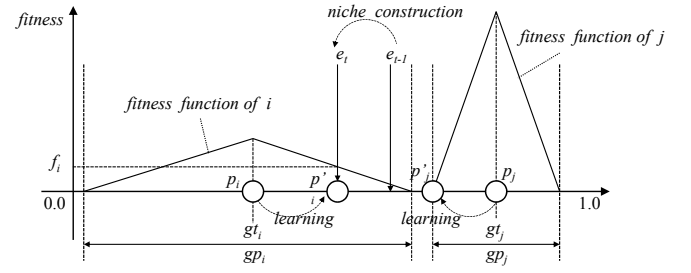 niche construction
fitness
fitness function of j
e_t e_{t-1}
fitness function of i
f_i
p_i p'_i p'_j p_j
0.0 learning learning 1.0
gt_i gt_j
gp_i gp_j